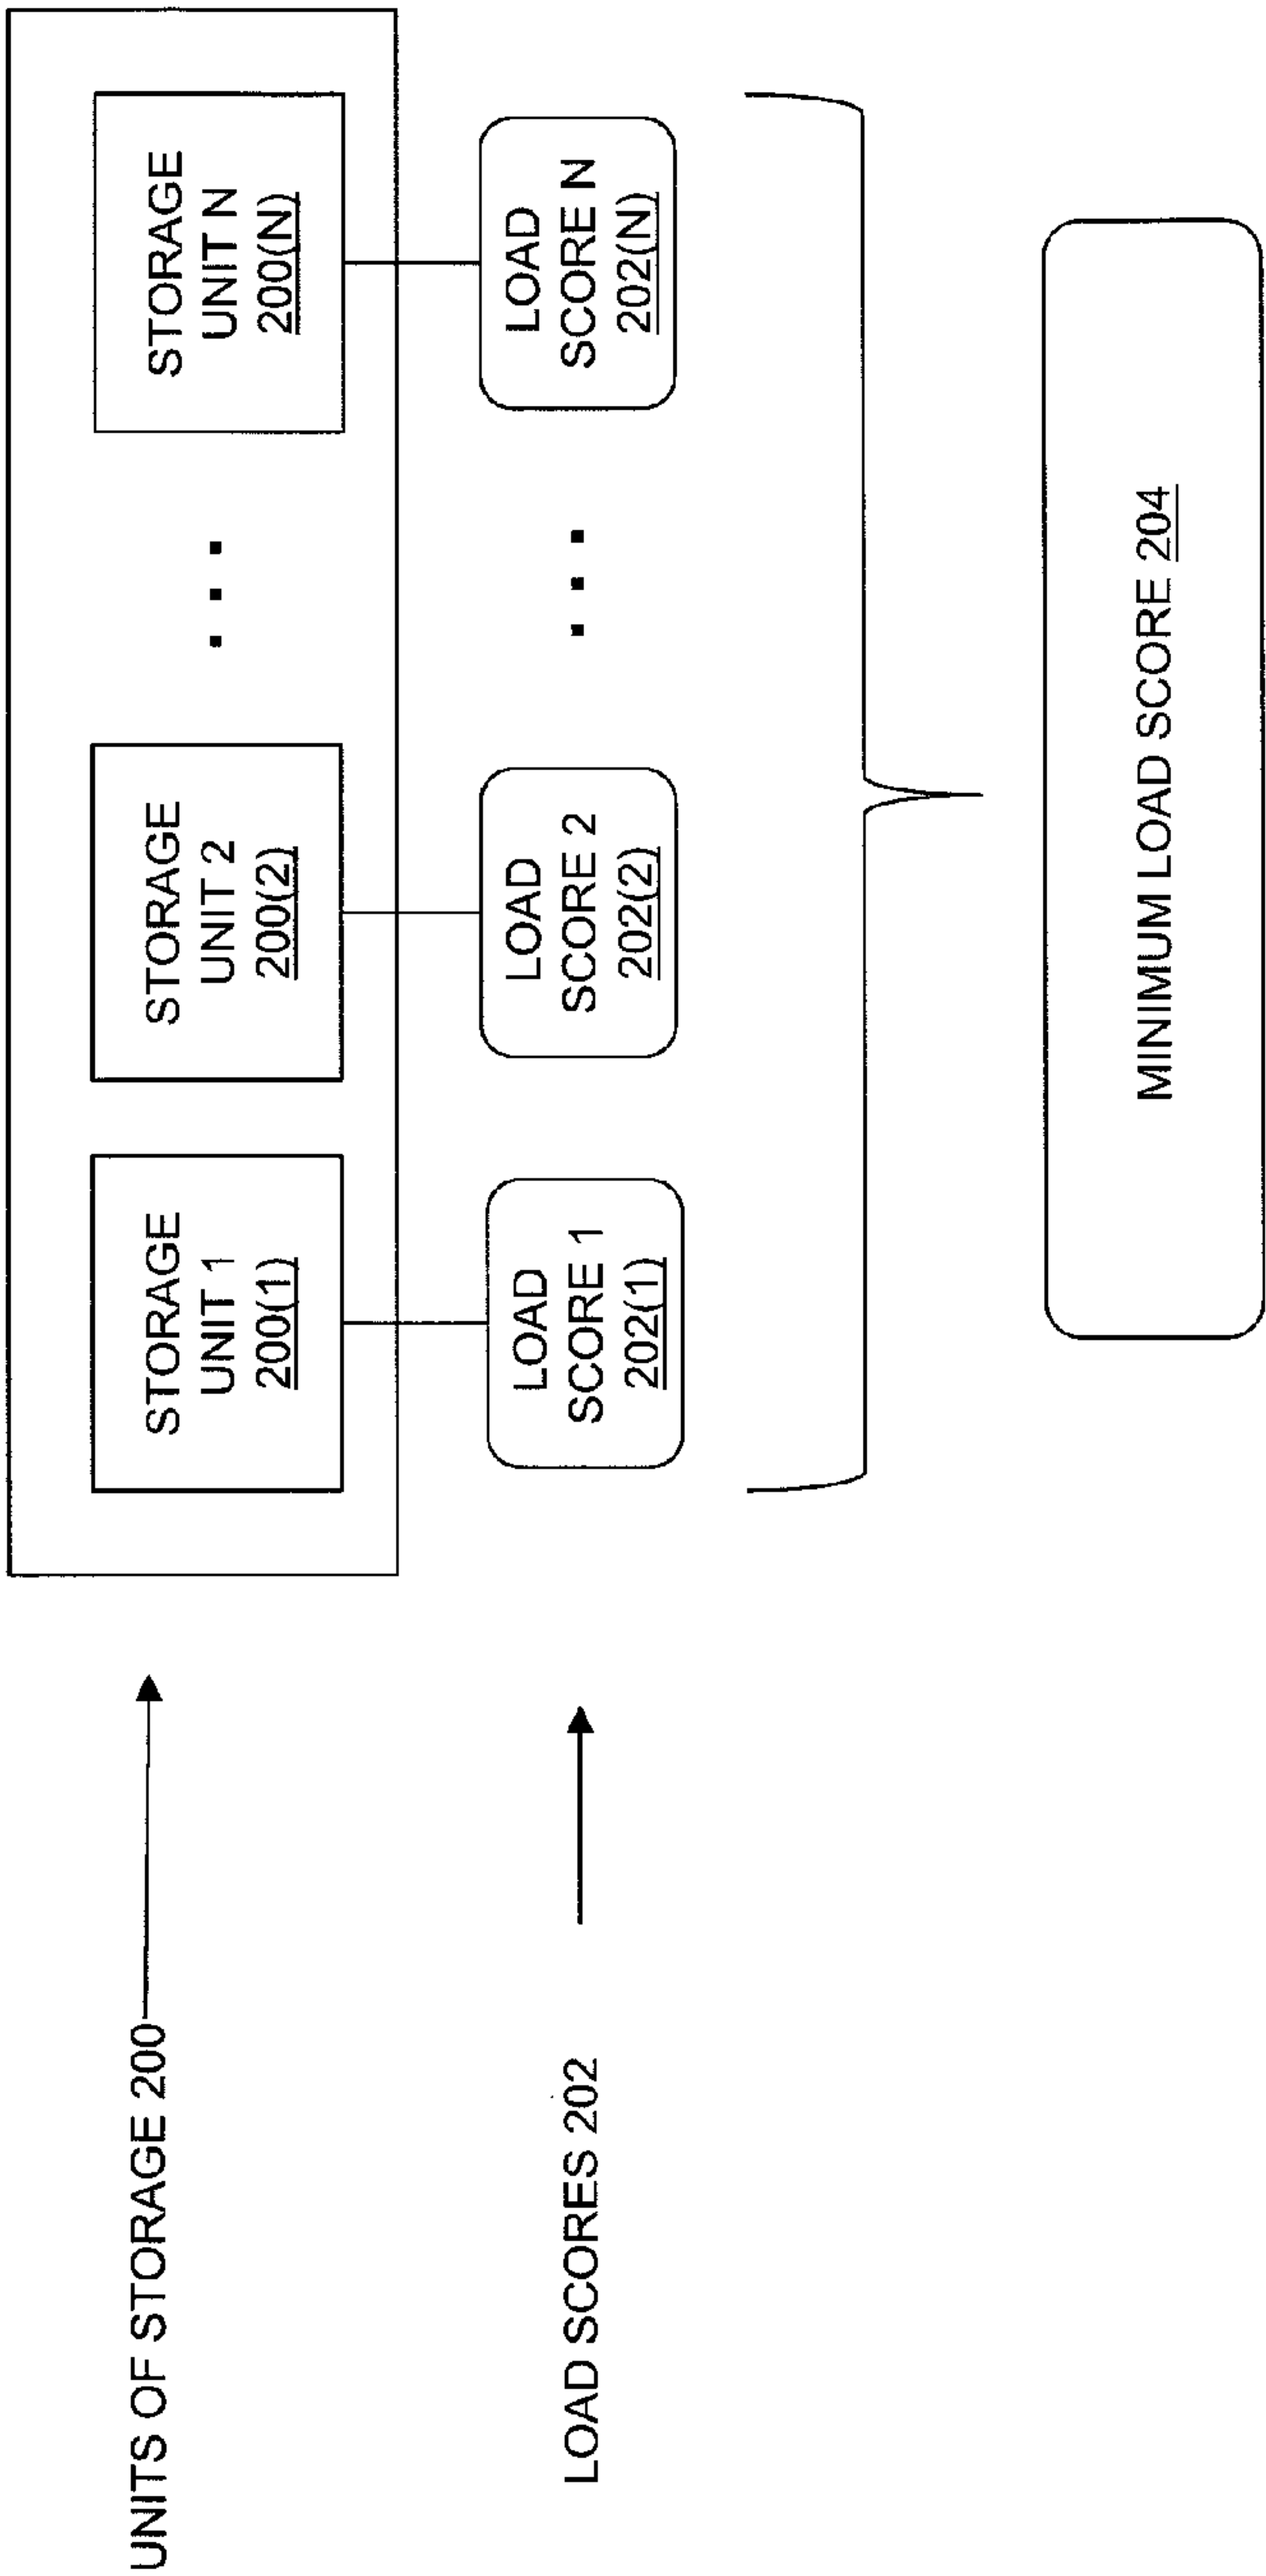 UNITS OF STORAGE 200
STORAGE
UNIT 1
200(1)
STORAGE
UNIT 2
200(2)
. . .
STORAGE
UNIT N
200(N)
LOAD SCORES 202
LOAD
SCORE 1
202(1)
LOAD
SCORE 2
202(2)
. . .
LOAD
SCORE N
202(N)
MINIMUM LOAD SCORE 204